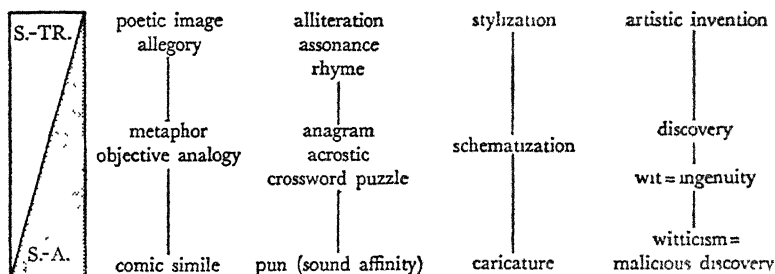 S.-TR. poetic image alliteration stylization artistic invention
allegory assonance
rhyme
metaphor anagram discovery
objective analogy acrostic schematization
crossword puzzle wit=ingenuity
witticism=
S.-A. comic simile pun (sound affinity) caricature malicious discovery